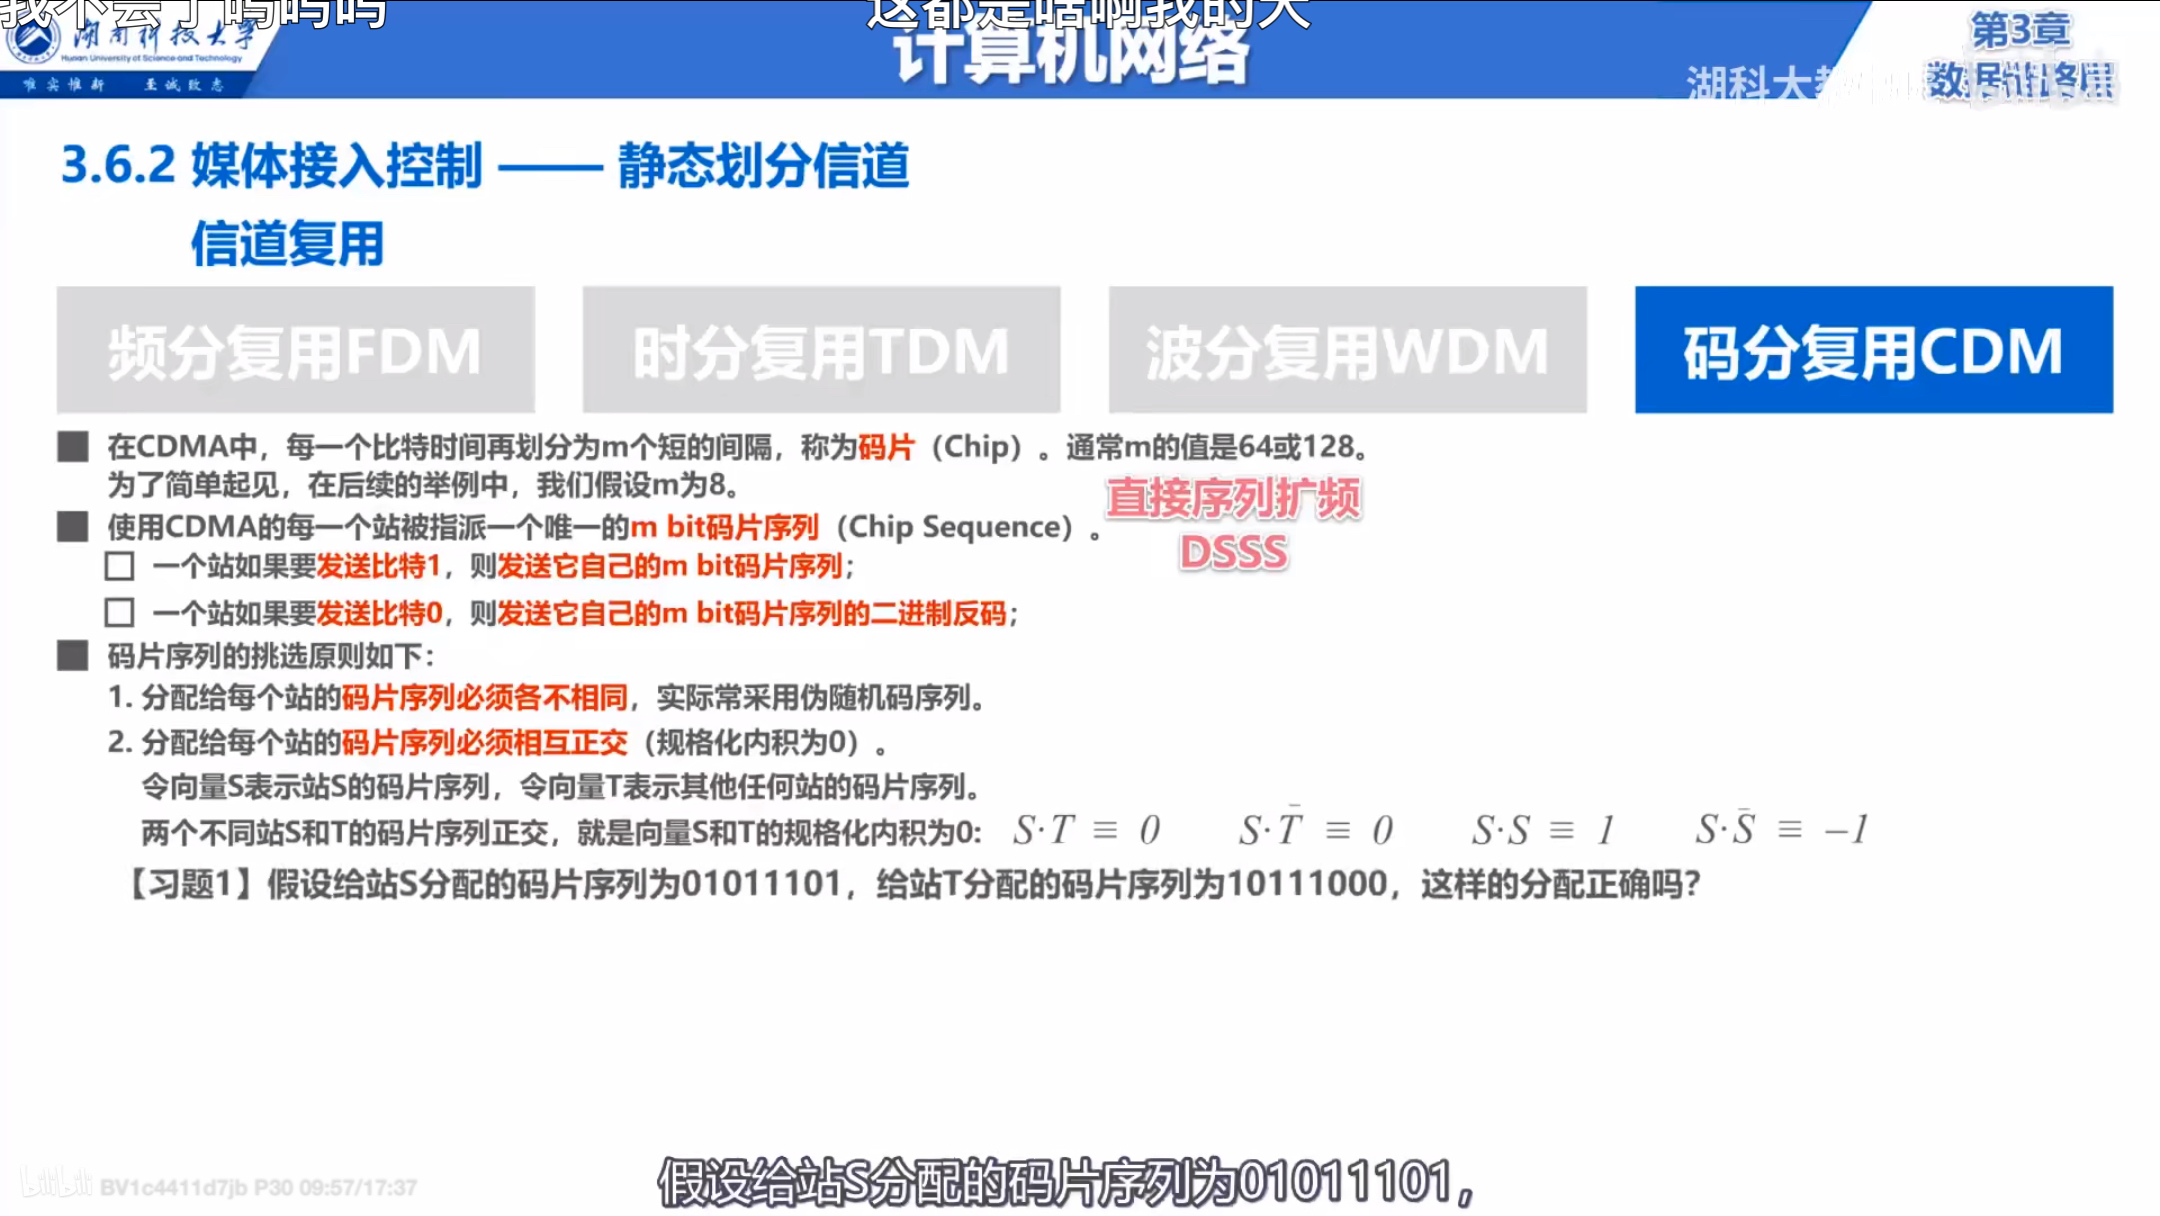 我不会了呜呜呜
这都是啥啊我的天
湖南科技大学
Hunan University of Science and Technology
唯实惟新 至诚致志
计算机网络
第3章
数据链路层
湖科大教
3.6.2 媒体接入控制 —— 静态划分信道
信道复用
频分复用FDM
时分复用TDM
波分复用WDM
码分复用CDM
在CDMA中，每一个比特时间再划分为m个短的间隔，称为码片（Chip）。通常m的值是64或128。
为了简单起见，在后续的举例中，我们假设m为8。
直接序列扩频
DSSS
使用CDMA的每一个站被指派一个唯一的m bit码片序列（Chip Sequence）。
一个站如果要发送比特1，则发送它自己的m bit码片序列；
一个站如果要发送比特0，则发送它自己的m bit码片序列的二进制反码；
码片序列的挑选原则如下：
1. 分配给每个站的码片序列必须各不相同，实际常采用伪随机码序列。
2. 分配给每个站的码片序列必须相互正交（规格化内积为0）。
令向量S表示站S的码片序列，令向量T表示其他任何站的码片序列。
两个不同站S和T的码片序列正交，就是向量S和T的规格化内积为0: S·T ≡ 0 S·T̄ ≡ 0 S·S ≡ 1 S·S̄ ≡ –1
【习题1】假设给站S分配的码片序列为01011101，给站T分配的码片序列为10111000，这样的分配正确吗？
假设给站S分配的码片序列为01011101，
bilibili BV1c4411d7jb P30 09:57/17:37